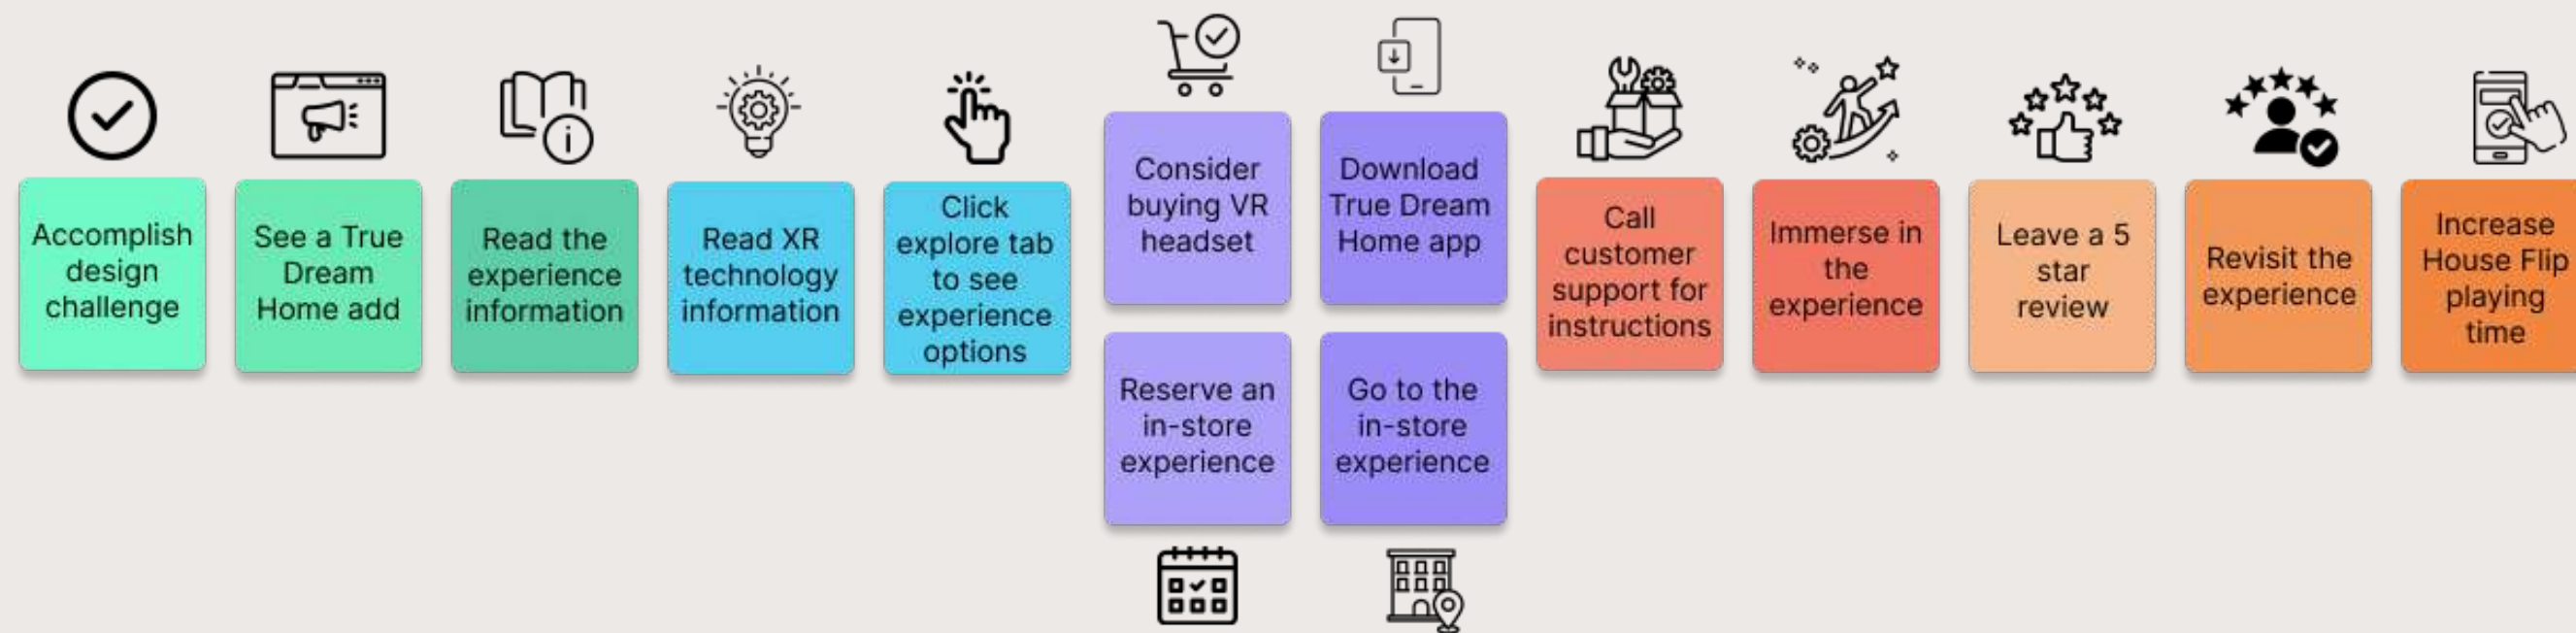 Accomplish
design
challenge
See a True
Dream
Home add
Read the
experience
information
Read XR
technology
information
Click
explore tab
to see
experience
options
Consider
buying VR
headset
Download
True Dream
Home app
Reserve an
in-store
experience
Go to the
in-store
experience
Call
customer
support for
instructions
Immerse in
the
experience
Leave a 5
star
review
Revisit the
experience
Increase
House Flip
playing
time